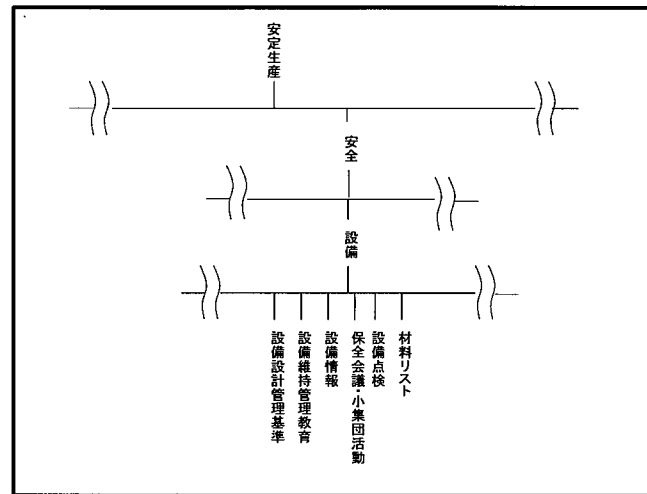 安定生産
安全
設備
設備設計管理基準
設備維持管理教育
設備情報
保全会議・小集団活動
設備点検
材料リスト